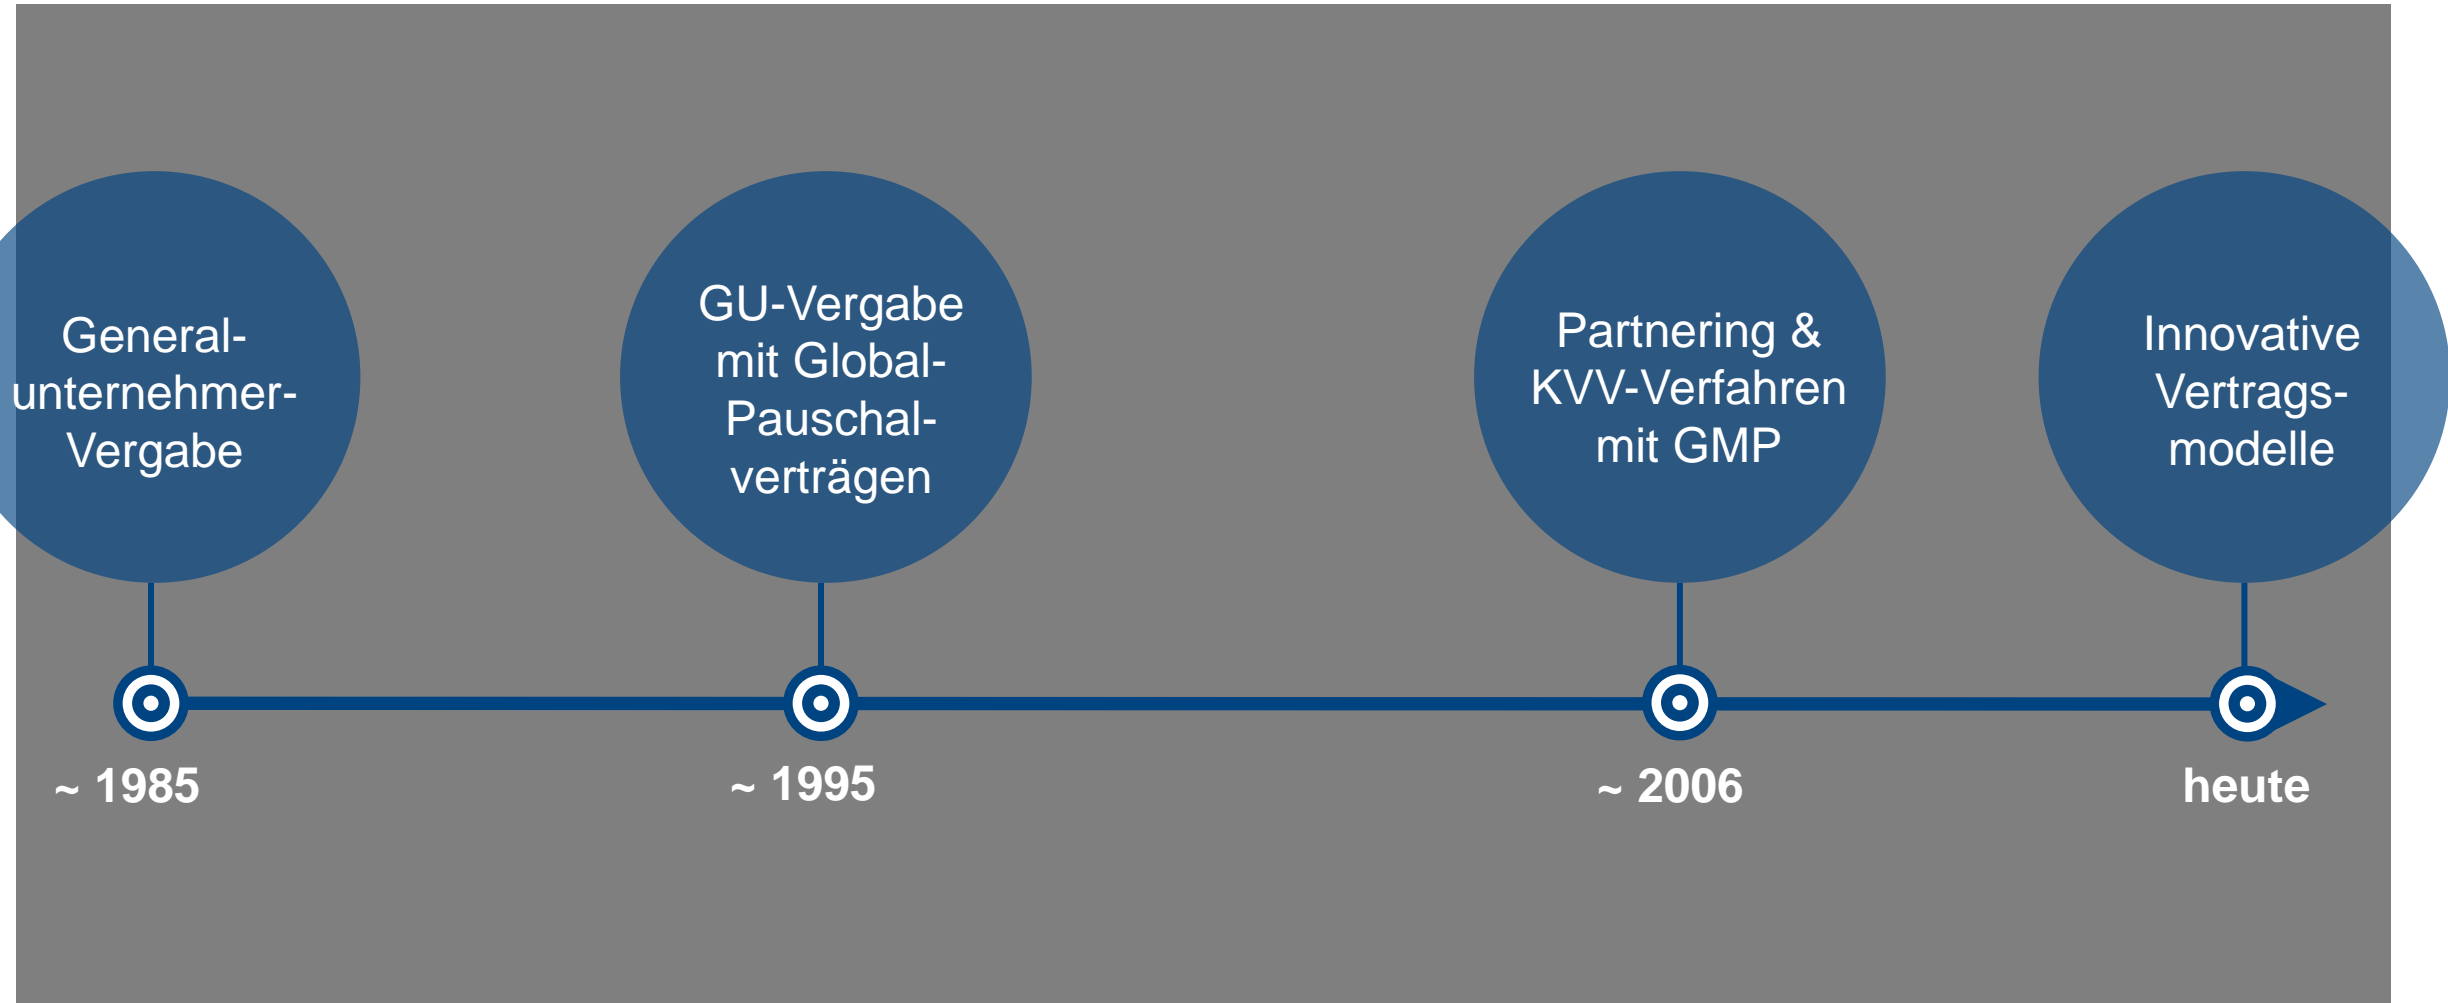 General-
unternehmer-
Vergabe
GU-Vergabe
mit Global-
Pauschal-
verträgen
Partnering &
KVV-Verfahren
mit GMP
Innovative
Vertrags-
modelle
~ 1985
~ 1995
~ 2006
heute